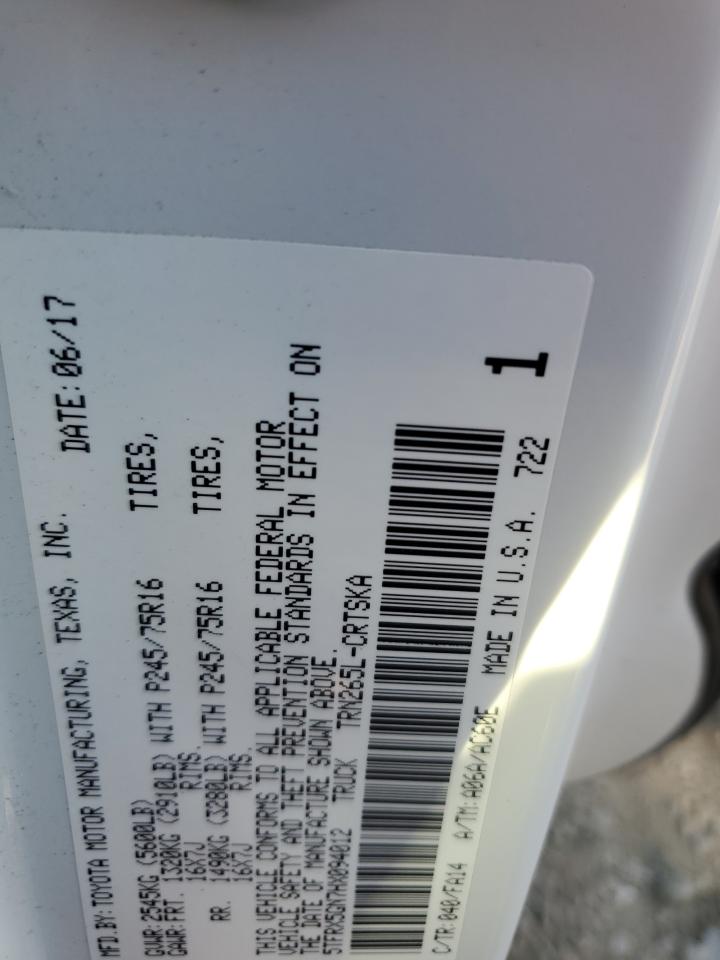 MFD.BY: TOYOTA MOTOR MANUFACTURING, TEXAS, INC. DATE: 06/17
GVWR: 2545KG (5600LB)
GAWR: FRT. 1320KG (2910LB) WITH P245/75R16 TIRES,
16X7J RIMS.
RR. 1490KG (3280LB) WITH P245/75R16 TIRES,
16X7J RIMS.
THIS VEHICLE CONFORMS TO ALL APPLICABLE FEDERAL MOTOR
VEHICLE SAFETY AND THEFT PREVENTION STANDARDS IN EFFECT ON
THE DATE OF MANUFACTURE SHOWN ABOVE.
5TFRX5GN7HX094012 TRUCK TRN265L-CRTSKA
1
C/TR: 040/FA14 A/TM: A06A/AC60E MADE IN U.S.A. 722